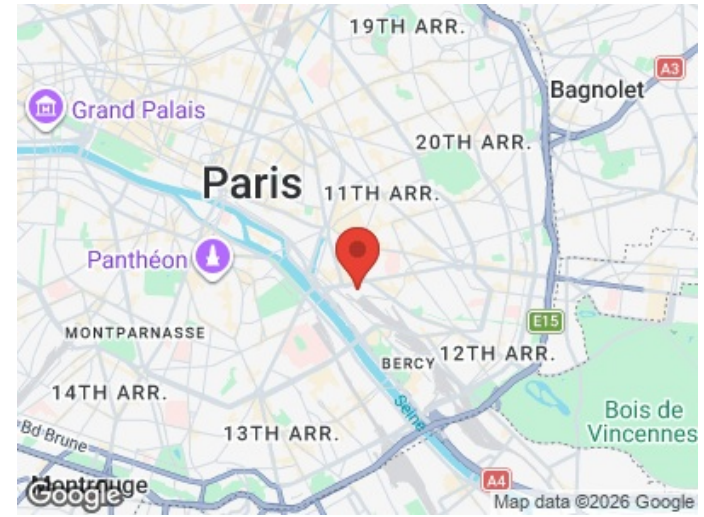 19TH ARR.
A3
Bagnolet
Grand Palais
20TH ARR.
Paris
11TH ARR.
Panthéon
E15
MONTPARNASSE
BERCY
12TH ARR.
14TH ARR.
Seine
Bois de
Vincennes
Bd Brune
13TH ARR.
Montrouge
Google
A4
Map data ©2026 Google